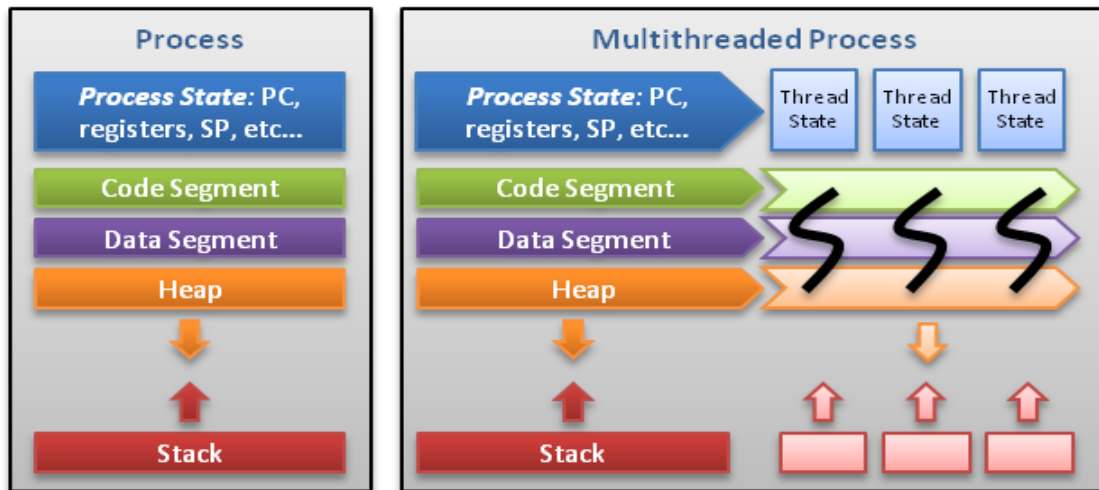 Process
Process State: PC,
registers, SP, etc...
Code Segment
Data Segment
Heap
Stack
Multithreaded Process
Process State: PC,
registers, SP, etc...
Thread
State
Thread
State
Thread
State
Code Segment
Data Segment
Heap
Stack